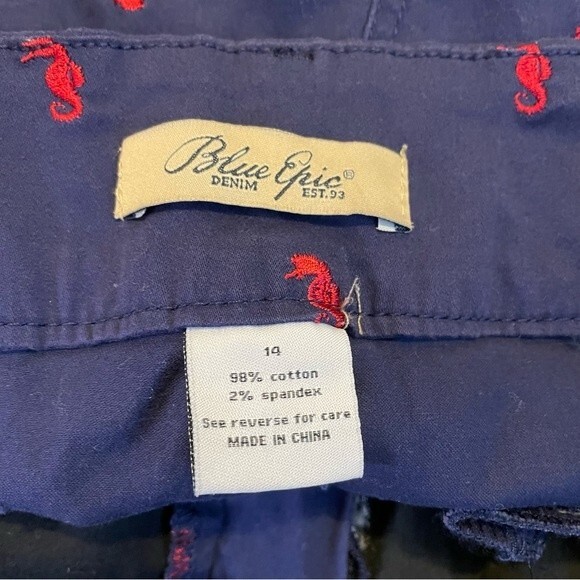 Blue Epic®
DENIM EST. 93
14
98% cotton
2% spandex
See reverse for care
MADE IN CHINA